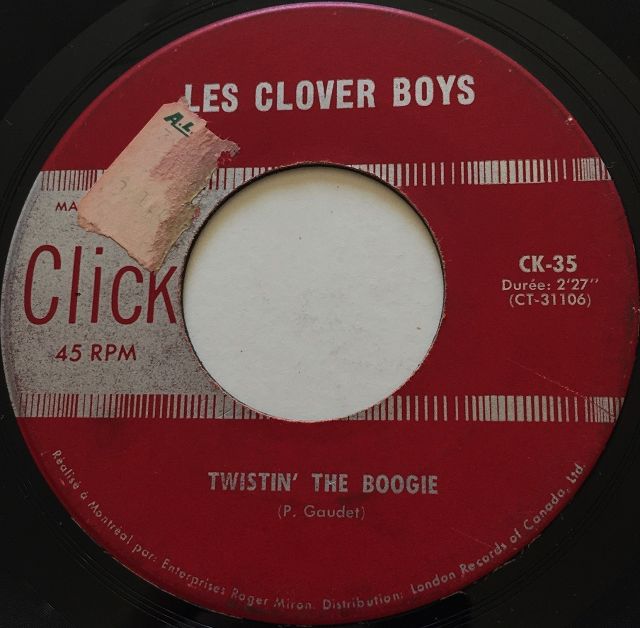 LES CLOVER BOYS
A.L
MA
Click
45 RPM
CK-35
Durée: 2'27"
(CT-31106)
TWISTIN' THE BOOGIE
(P. Gaudet)
Réalisé à Montréal par: Entreprises Roger Miron. Distribution: London Records of Canada, Ltd.